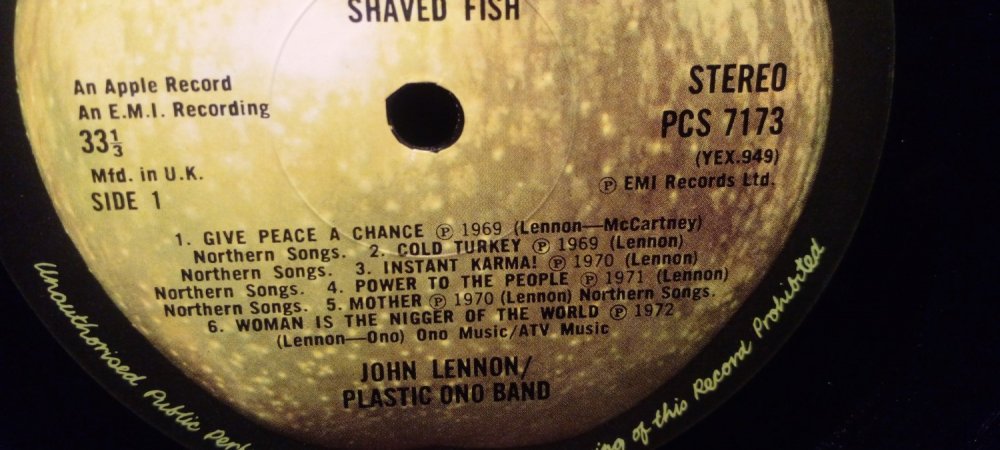 SHAVED FISH
An Apple Record
An E.M.I. Recording
33⅓
Mfd. in U.K.
SIDE 1
STEREO
PCS 7173
(YEX.949)
Ⓟ EMI Records Ltd.
1. GIVE PEACE A CHANCE Ⓟ 1969 (Lennon—McCartney)
Northern Songs. 2. COLD TURKEY Ⓟ 1969 (Lennon)
Northern Songs. 3. INSTANT KARMA! Ⓟ 1970 (Lennon)
Northern Songs. 4. POWER TO THE PEOPLE Ⓟ 1971 (Lennon)
Northern Songs. 5. MOTHER Ⓟ 1970 (Lennon) Northern Songs.
6. WOMAN IS THE NIGGER OF THE WORLD Ⓟ 1972
(Lennon—Ono) Ono Music/ATV Music
JOHN LENNON/
PLASTIC ONO BAND
Unauthorised Public
of this Record Prohibited